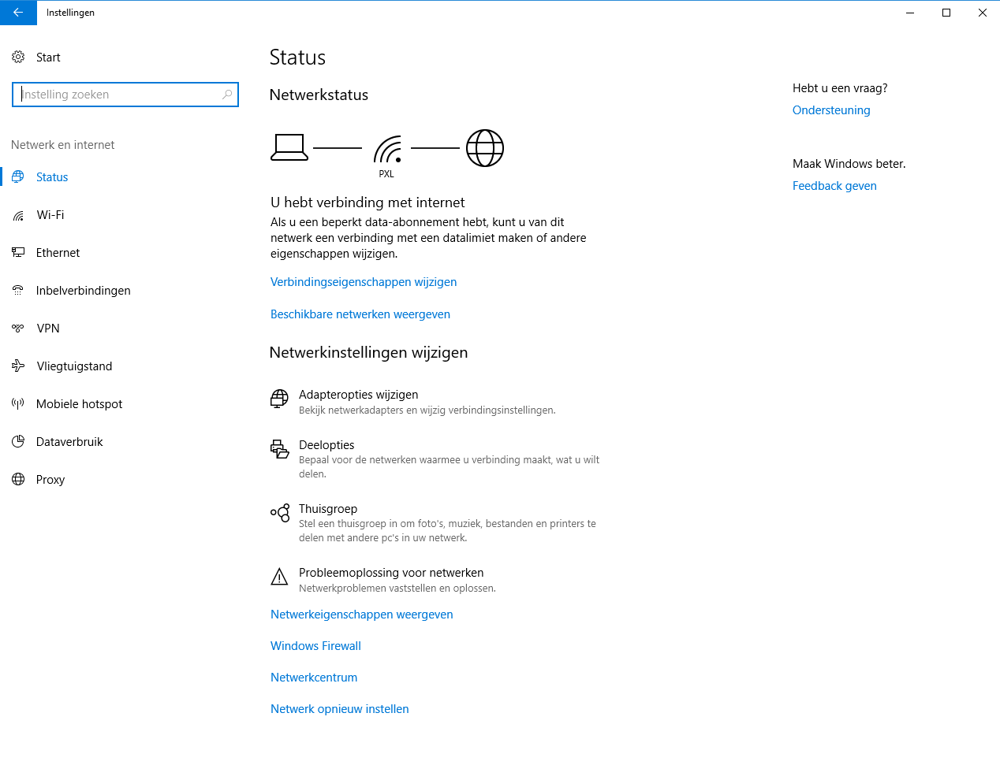 Instellingen
Start
Instelling zoeken
Netwerk en internet
Status
Wi-Fi
Ethernet
Inbelverbindingen
VPN
Vliegtuigstand
Mobiele hotspot
Dataverbruik
Proxy
Status
Netwerkstatus
PXL
U hebt verbinding met internet
Als u een beperkt data-abonnement hebt, kunt u van dit
netwerk een verbinding met een datalimiet maken of andere
eigenschappen wijzigen.
Verbindingseigenschappen wijzigen
Beschikbare netwerken weergeven
Netwerkinstellingen wijzigen
Adapteropties wijzigen
Bekijk netwerkadapters en wijzig verbindingsinstellingen.
Deelopties
Bepaal voor de netwerken waarmee u verbinding maakt, wat u wilt
delen.
Thuisgroep
Stel een thuisgroep in om foto's, muziek, bestanden en printers te
delen met andere pc's in uw netwerk.
Probleemoplossing voor netwerken
Netwerkproblemen vaststellen en oplossen.
Netwerkeigenschappen weergeven
Windows Firewall
Netwerkcentrum
Netwerk opnieuw instellen
Hebt u een vraag?
Ondersteuning
Maak Windows beter.
Feedback geven